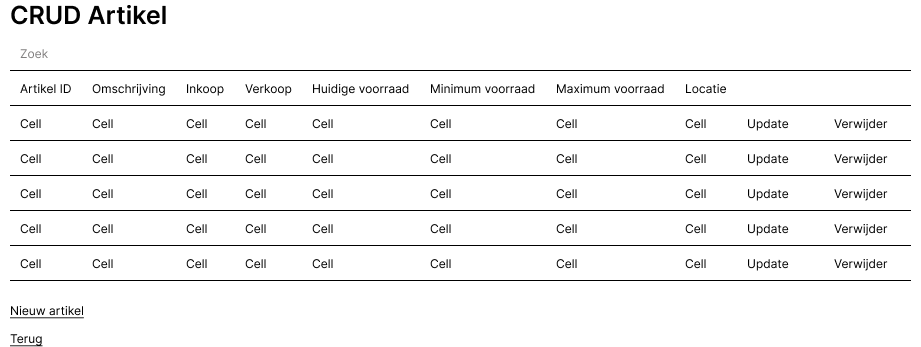 CRUD Artikel
Zoek
Artikel ID Omschrijving Inkoop Verkoop Huidige voorraad Minimum voorraad Maximum voorraad Locatie
Cell Cell Cell Cell Cell Cell Cell Cell Update Verwijder
Cell Cell Cell Cell Cell Cell Cell Cell Update Verwijder
Cell Cell Cell Cell Cell Cell Cell Cell Update Verwijder
Cell Cell Cell Cell Cell Cell Cell Cell Update Verwijder
Cell Cell Cell Cell Cell Cell Cell Cell Update Verwijder
Nieuw artikel
Terug